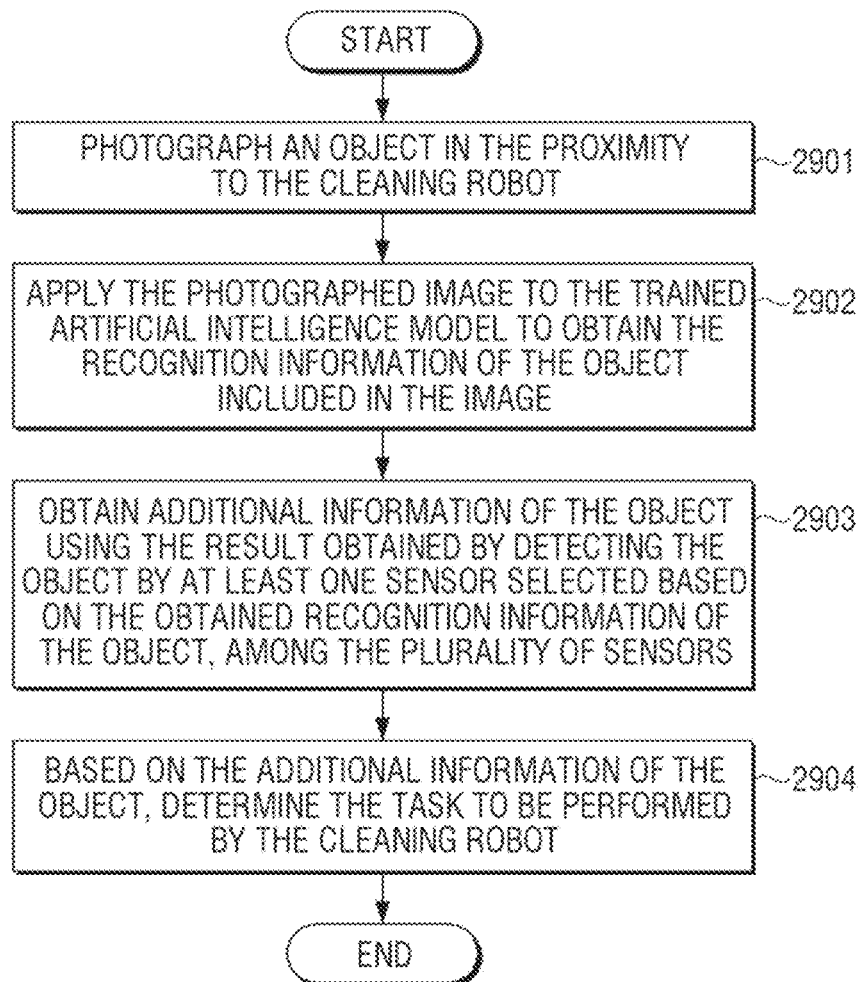 START
PHOTOGRAPH AN OBJECT IN THE PROXIMITY
TO THE CLEANING ROBOT
2901
APPLY THE PHOTOGRAPHED IMAGE TO THE TRAINED
ARTIFICIAL INTELLIGENCE MODEL TO OBTAIN THE
RECOGNITION INFORMATION OF THE OBJECT
INCLUDED IN THE IMAGE
2902
OBTAIN ADDITIONAL INFORMATION OF THE OBJECT
USING THE RESULT OBTAINED BY DETECTING THE
OBJECT BY AT LEAST ONE SENSOR SELECTED BASED
ON THE OBTAINED RECOGNITION INFORMATION OF
THE OBJECT, AMONG THE PLURALITY OF SENSORS
2903
BASED ON THE ADDITIONAL INFORMATION OF THE
OBJECT, DETERMINE THE TASK TO BE PERFORMED
BY THE CLEANING ROBOT
2904
END